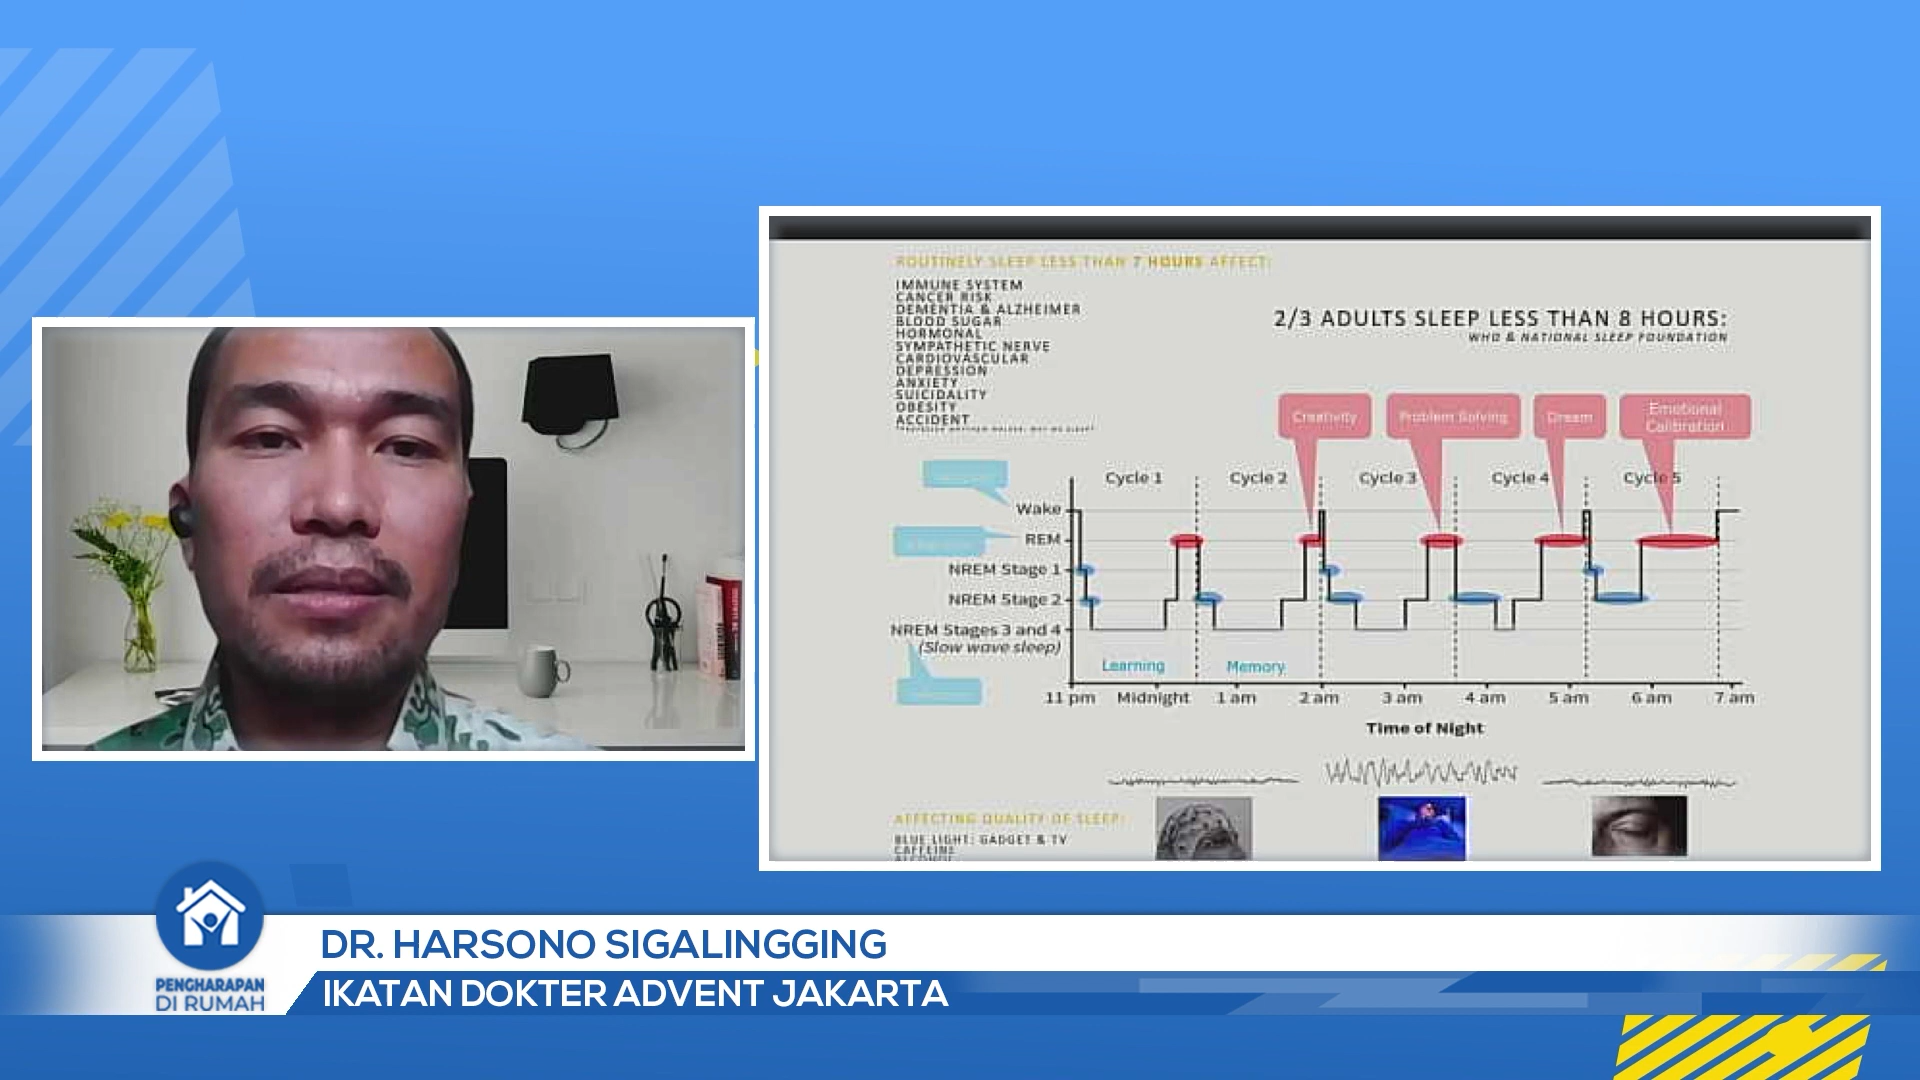 ROUTINELY SLEEP LESS THAN 7 HOURS AFFECT:
IMMUNE SYSTEM
CANCER RISK
DEMENTIA & ALZHEIMER
BLOOD SUGAR
HORMONAL
SYMPATHETIC NERVE
CARDIOVASCULAR
DEPRESSION
ANXIETY
SUICIDALITY
OBESITY
ACCIDENT
2/3 ADULTS SLEEP LESS THAN 8 HOURS:
WHO & NATIONAL SLEEP FOUNDATION
Creativity
Problem Solving
Dream
Emotional
Calibration
Cycle 1
Cycle 2
Cycle 3
Cycle 4
Cycle 5
Wake
REM
NREM Stage 1
NREM Stage 2
NREM Stages 3 and 4
(Slow wave sleep)
Learning
Memory
11 pm
Midnight
1 am
2 am
3 am
4 am
5 am
6 am
7 am
Time of Night
AFFECTING QUALITY OF SLEEP:
BLUE LIGHT: GADGET & TV
CAFFEINE
ALCOHOL
PENGHARAPAN
DI RUMAH
DR. HARSONO SIGALINGGING
IKATAN DOKTER ADVENT JAKARTA